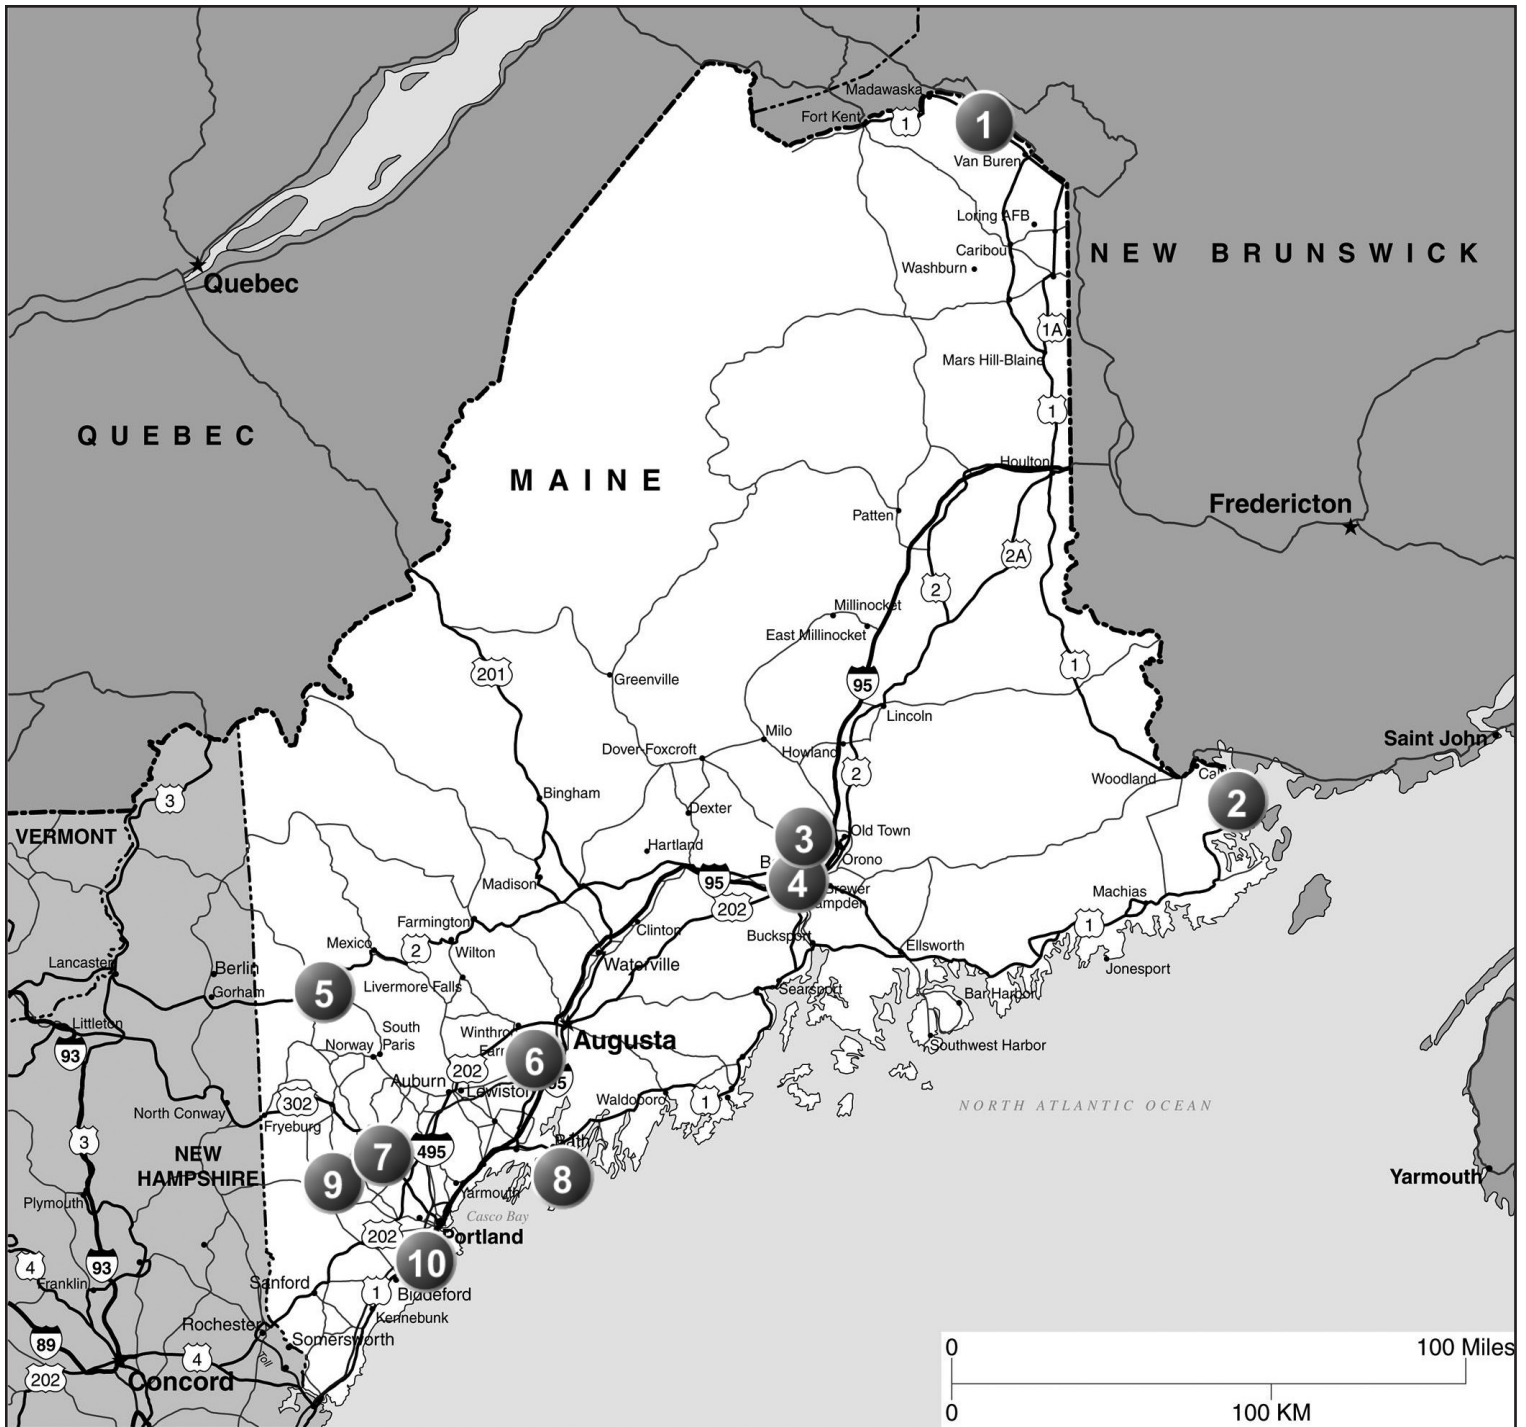 Madawaska
Fort Kent
1
1
Van Buren
Loring AFB
Caribou
Washburn
NEW BRUNSWICK
Quebec
1A
Mars Hill-Blaine
1
QUEBEC
MAINE
Houlton
Patten
Fredericton
2A
2
Millinocket
East Millinocket
201
Greenville
95
1
Lincoln
Milo
Howland
Dover-Foxcroft
2
Saint John
Woodland
3
Bingham
Dexter
2
VERMONT
3
Old Town
Hartland
Orono
Madison
95
4
Brewer
202
Machias
Farmington
Clinton
1
Mexico
2
Wilton
Bucksport
Ellsworth
Lancaster
Berlin
Waterville
Jonesport
Gorham
5
Livermore Falls
Searsport
Bar Harbor
Littleton
South
Paris
Norway
Winthrop
Augusta
Southwest Harbor
93
6
202
Auburn
Lewiston
95
302
Waldoboro
1
NORTH ATLANTIC OCEAN
North Conway
Fryeburg
3
NEW
HAMPSHIRE
7
495
Bath
9
8
Yarmouth
Yarmouth
Plymouth
Casco Bay
202
Portland
4
93
10
Franklin
Sanford
1
Biddeford
Kennebunk
Rochester
Somersworth
89
4
Toll
202
Concord
0
100 Miles
0
100 KM